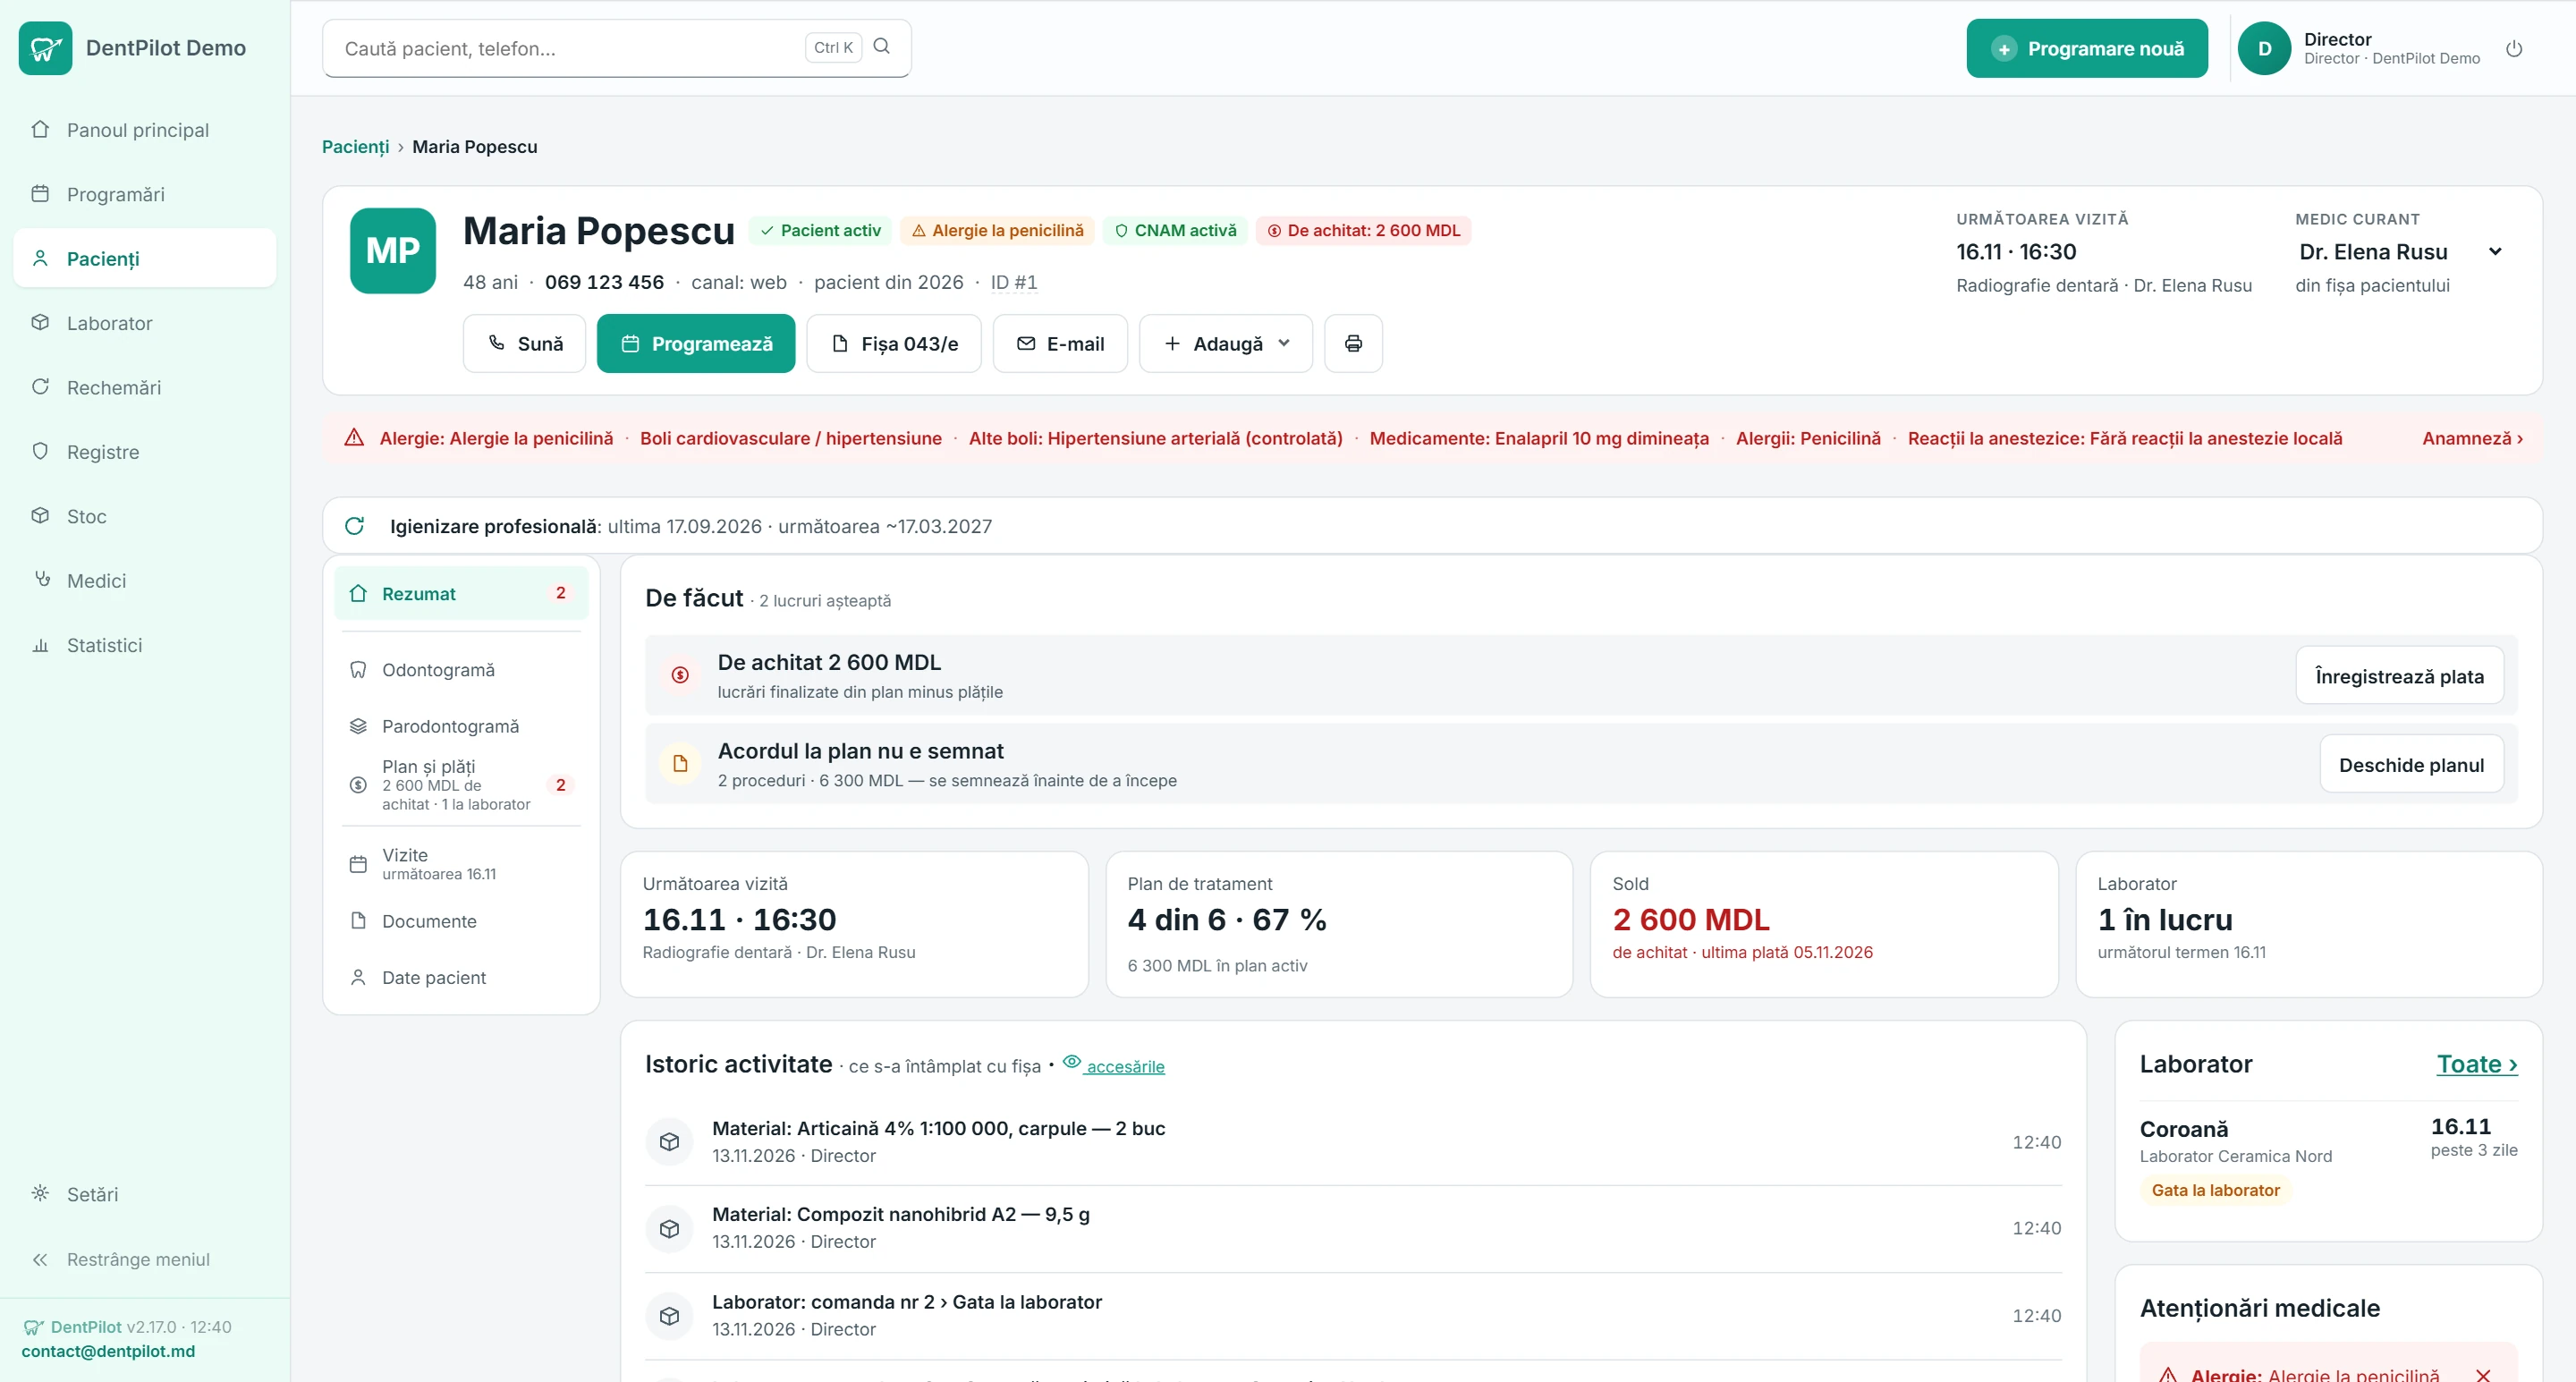 DentPilot Demo
Panoul principal
Programări
Pacienți
Laborator
Rechemări
Registre
Stoc
Medici
Statistici
Setări
Restrânge meniul
DentPilot v2.17.0 · 12:40
contact@dentpilot.md
Caută pacient, telefon...
Ctrl K
+ Programare nouă
D
Director
Director · DentPilot Demo
Pacienți › Maria Popescu
MP
Maria Popescu
Pacient activ
Alergie la penicilină
CNAM activă
De achitat: 2 600 MDL
48 ani · 069 123 456 · canal: web · pacient din 2026 · ID #1
Sună
Programează
Fișa 043/e
E-mail
+ Adaugă
URMĂTOAREA VIZITĂ
16.11 · 16:30
Radiografie dentară · Dr. Elena Rusu
MEDIC CURANT
Dr. Elena Rusu
din fișa pacientului
Alergie: Alergie la penicilină · Boli cardiovasculare / hipertensiune · Alte boli: Hipertensiune arterială (controlată) · Medicamente: Enalapril 10 mg dimineața · Alergii: Penicilină · Reacții la anestezice: Fără reacții la anestezie locală
Anamneză ›
Igienizare profesională: ultima 17.09.2026 · următoarea ~17.03.2027
Rezumat 2
Odontogramă
Parodontogramă
Plan și plăți
2 600 MDL de
achitat · 1 la laborator
2
Vizite
următoarea 16.11
Documente
Date pacient
De făcut · 2 lucruri așteaptă
De achitat 2 600 MDL
lucrări finalizate din plan minus plățile
Înregistrează plata
Acordul la plan nu e semnat
2 proceduri · 6 300 MDL — se semnează înainte de a începe
Deschide planul
Următoarea vizită
16.11 · 16:30
Radiografie dentară · Dr. Elena Rusu
Plan de tratament
4 din 6 · 67 %
6 300 MDL în plan activ
Sold
2 600 MDL
de achitat · ultima plată 05.11.2026
Laborator
1 în lucru
următorul termen 16.11
Istoric activitate · ce s-a întâmplat cu fișa • accesările
Material: Articaină 4% 1:100 000, carpule — 2 buc
13.11.2026 · Director
12:40
Material: Compozit nanohibrid A2 — 9,5 g
13.11.2026 · Director
12:40
Laborator: comanda nr 2 › Gata la laborator
13.11.2026 · Director
12:40
Laborator
Toate ›
Coroană
Laborator Ceramica Nord
Gata la laborator
16.11
peste 3 zile
Atenționări medicale
Alergie: Alergie la penicilină